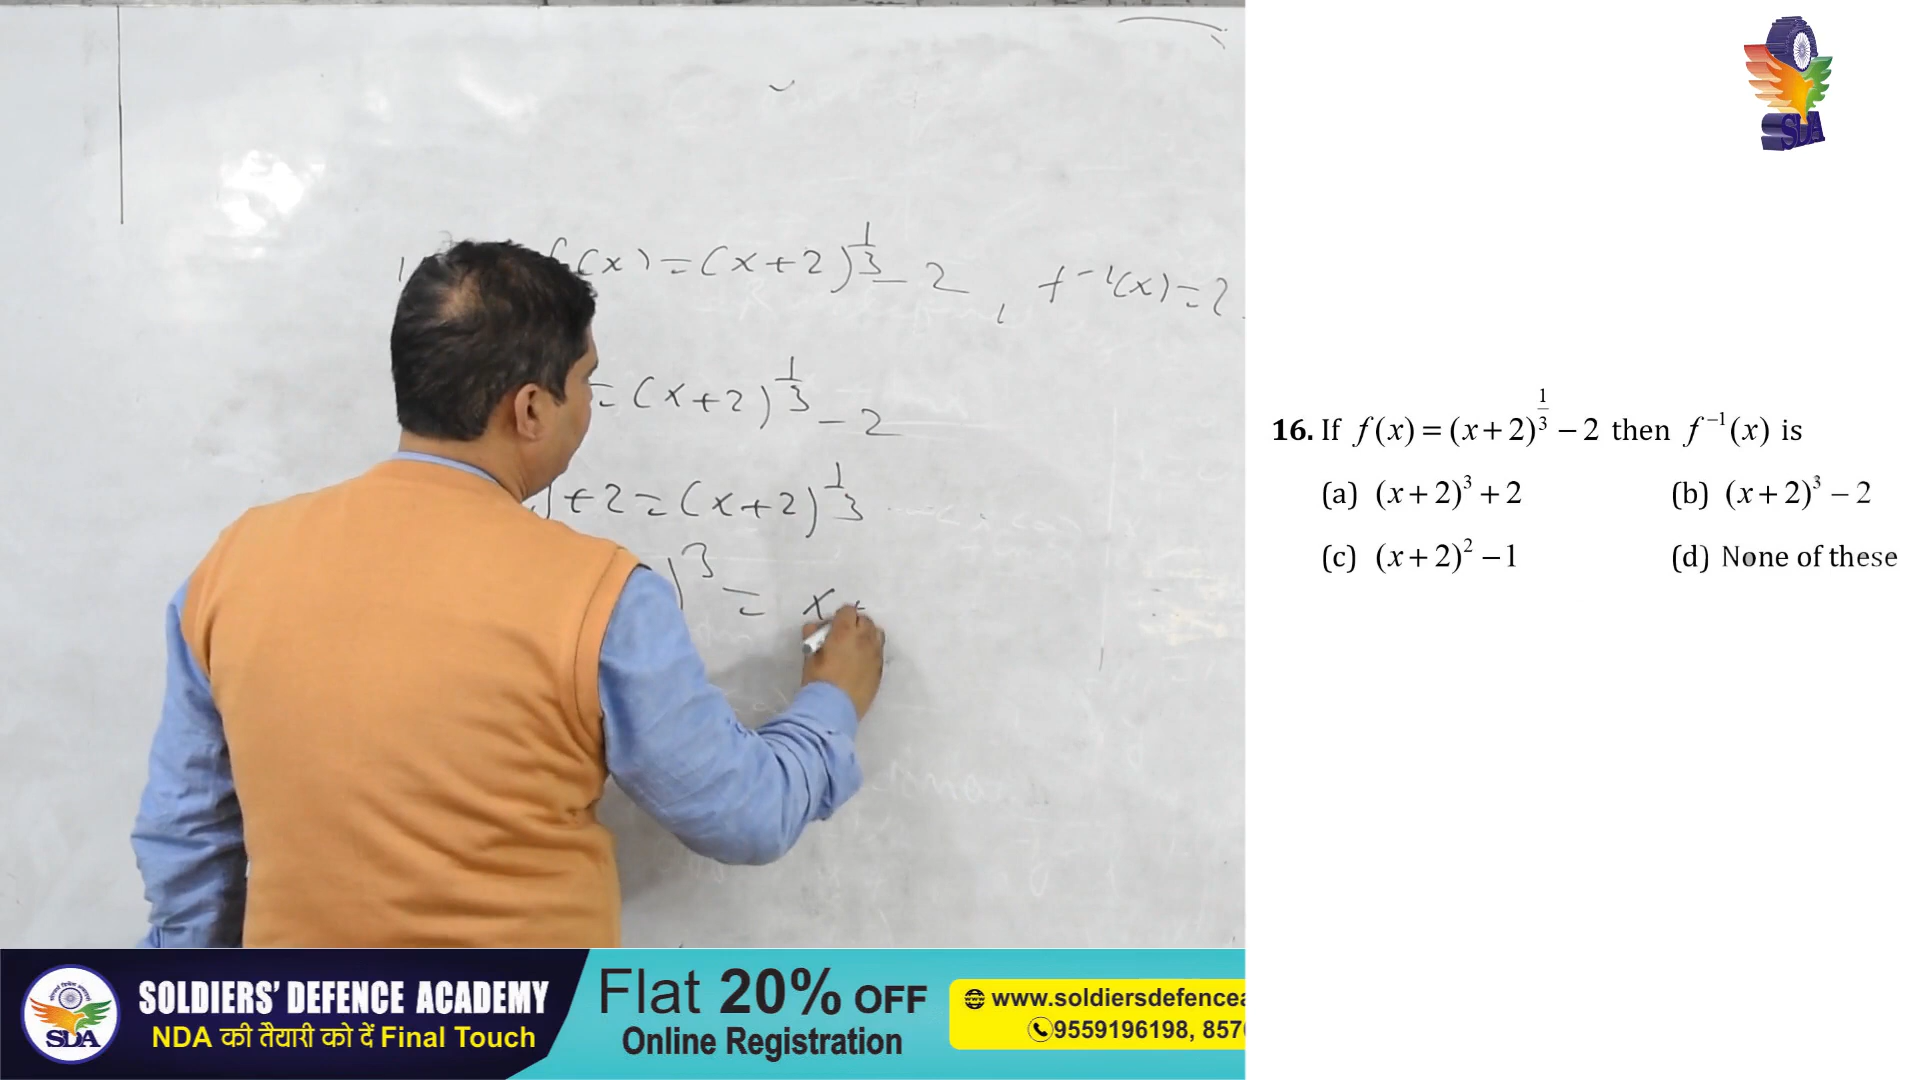 f(x) = (x+2)^{1/3} - 2, f^{-1}(x) = ?
= (x+2)^{1/3} - 2
y+2 = (x+2)^{1/3}
)^3 = x+
SDA
16. If f(x) = (x+2)^{1/3} − 2 then f^{−1}(x) is
(a) (x+2)^3 + 2 (b) (x+2)^3 − 2
(c) (x+2)^2 − 1 (d) None of these
SDA
SOLDIERS' DEFENCE ACADEMY
NDA की तैयारी को दें Final Touch
Flat 20% OFF
Online Registration
www.soldiersdefencea
9559196198, 857